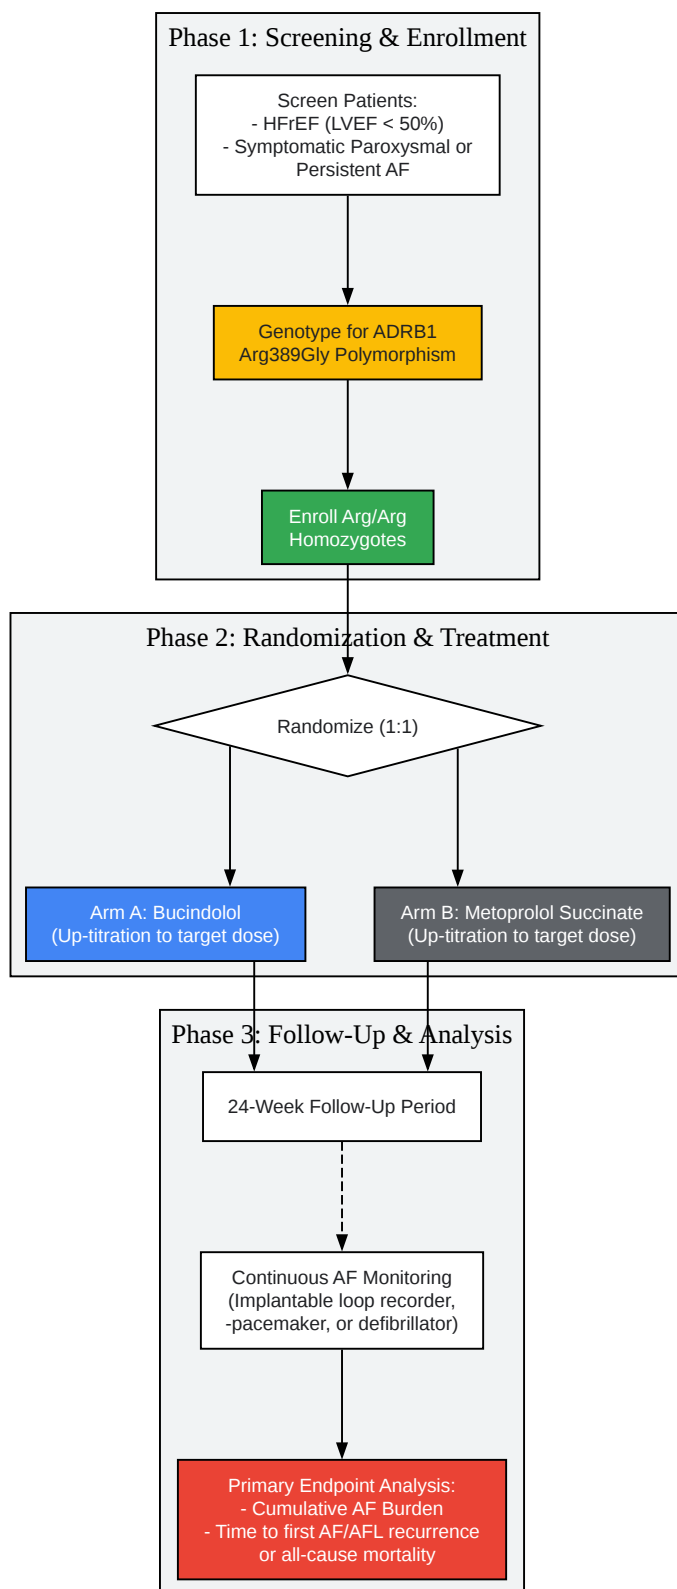 Phase 1: Screening & Enrollment
Screen Patients:
- HFrEF (LVEF < 50%)
- Symptomatic Paroxysmal or
Persistent AF
Genotype for ADRB1
Arg389Gly Polymorphism
Enroll Arg/Arg
Homozygotes
Phase 2: Randomization & Treatment
Randomize (1:1)
Arm A: Bucindolol
(Up-titration to target dose)
Arm B: Metoprolol Succinate
(Up-titration to target dose)
Phase 3: Follow-Up & Analysis
24-Week Follow-Up Period
Continuous AF Monitoring
(Implantable loop recorder,
-pacemaker, or defibrillator)
Primary Endpoint Analysis:
- Cumulative AF Burden
- Time to first AF/AFL recurrence
or all-cause mortality